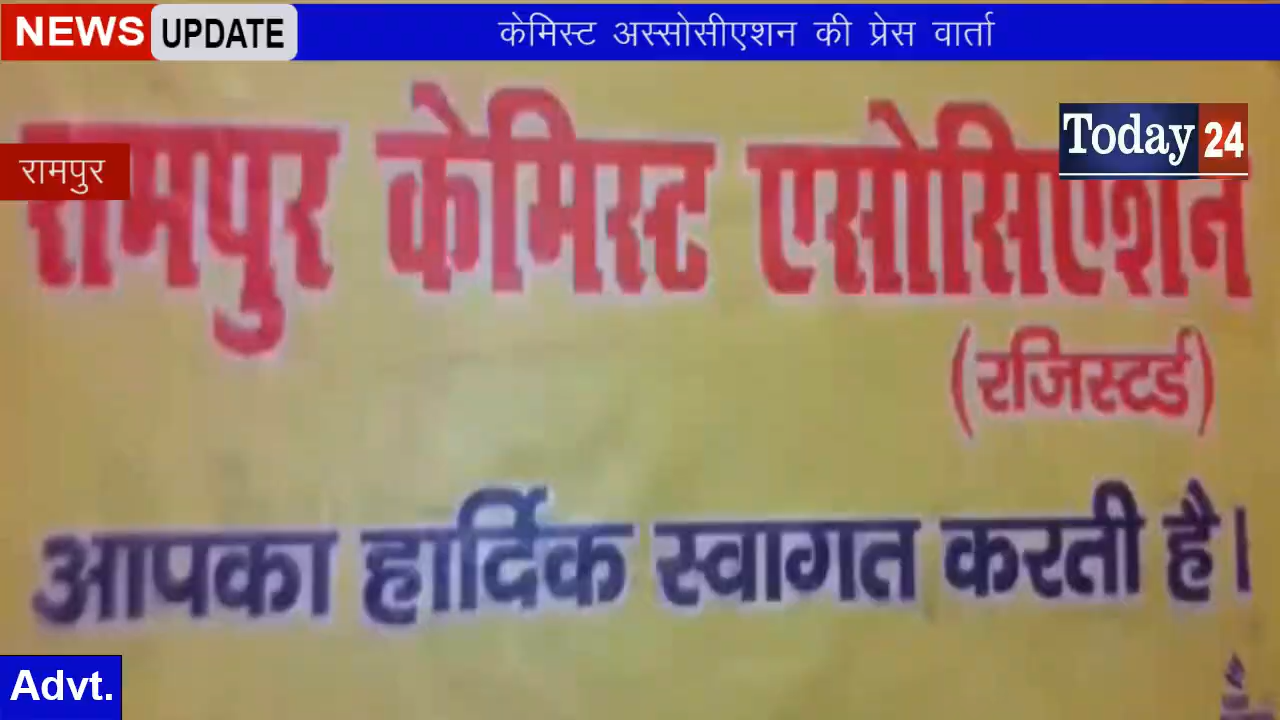 NEWS UPDATE केमिस्ट अस्सोसीएशन की प्रेस वार्ता
Today 24
रामपुर
रामपुर केमिस्ट एसोसिएशन
(रजिस्टर्ड)
आपका हार्दिक स्वागत करती है।
Advt.